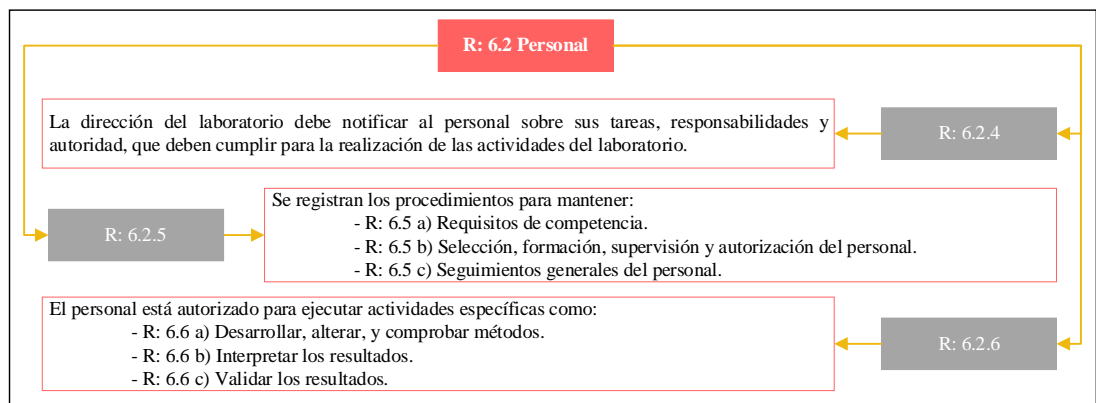 R: 6.2 Personal
La dirección del laboratorio debe notificar al personal sobre sus tareas, responsabilidades y
autoridad, que deben cumplir para la realización de las actividades del laboratorio.
R: 6.2.4
R: 6.2.5
Se registran los procedimientos para mantener:
- R: 6.5 a) Requisitos de competencia.
- R: 6.5 b) Selección, formación, supervisión y autorización del personal.
- R: 6.5 c) Seguimientos generales del personal.
El personal está autorizado para ejecutar actividades específicas como:
- R: 6.6 a) Desarrollar, alterar, y comprobar métodos.
- R: 6.6 b) Interpretar los resultados.
- R: 6.6 c) Validar los resultados.
R: 6.2.6